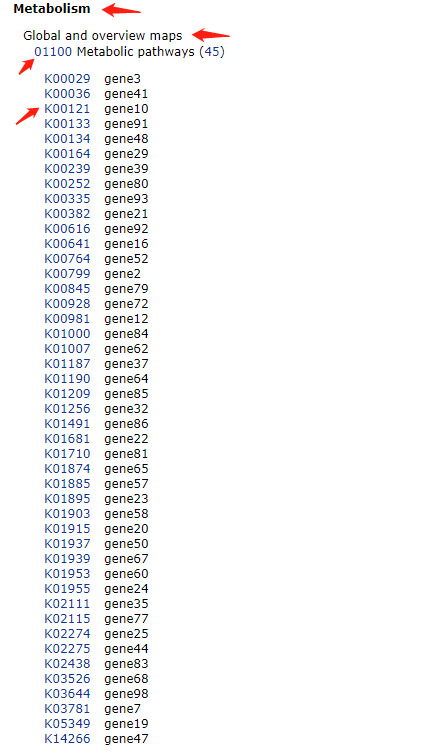 Metabolism
Global and overview maps
01100 Metabolic pathways (45)
K00029 gene3
K00036 gene41
K00121 gene10
K00133 gene91
K00134 gene48
K00164 gene29
K00239 gene39
K00252 gene80
K00335 gene93
K00382 gene21
K00616 gene92
K00641 gene16
K00764 gene52
K00799 gene2
K00845 gene79
K00928 gene72
K00981 gene12
K01000 gene84
K01007 gene62
K01187 gene37
K01190 gene64
K01209 gene85
K01256 gene32
K01491 gene86
K01681 gene22
K01710 gene81
K01874 gene65
K01885 gene57
K01895 gene23
K01903 gene58
K01915 gene20
K01937 gene50
K01939 gene67
K01953 gene60
K01955 gene24
K02111 gene35
K02115 gene77
K02274 gene25
K02275 gene44
K02438 gene83
K03526 gene68
K03644 gene98
K03781 gene7
K05349 gene19
K14266 gene47